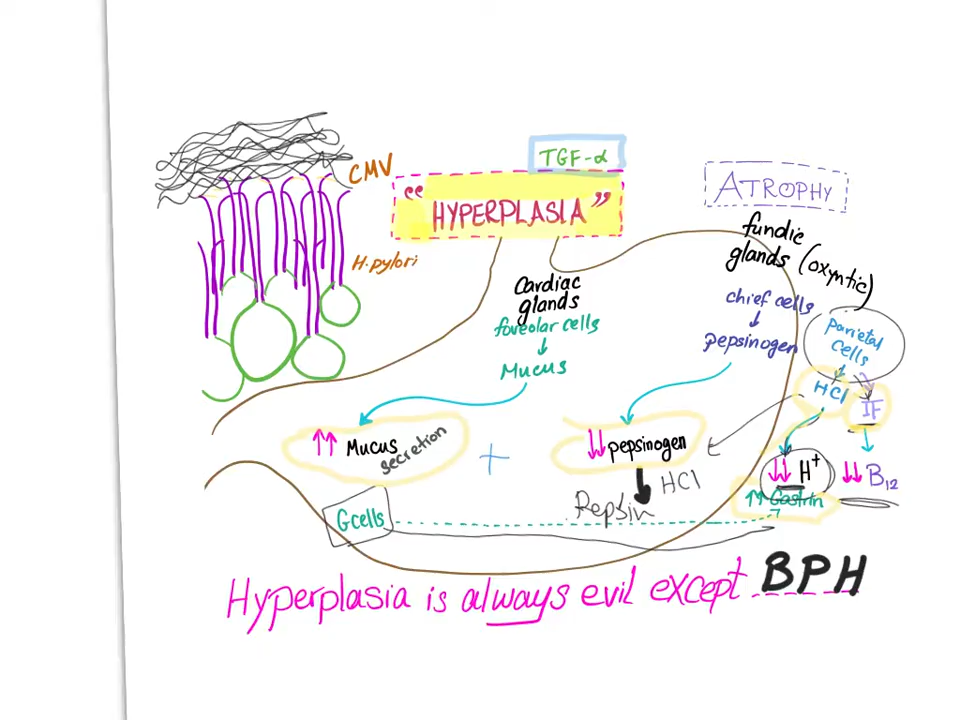 TGF-α
CMV
"HYPERPLASIA"
ATROPHY
H.pylori
fundic
glands (oxyntic)
Cardiac
glands
foveolar cells
↓
Mucus
chief cells
↓
pepsinogen
parietal
cells
HCl
IF
↑↑ Mucus
secretion
+
↓↓ pepsinogen
HCl
Pepsin
↓↓ H+
↑↑ Gastrin
↓↓ B12
G cells
Hyperplasia is always evil except BPH